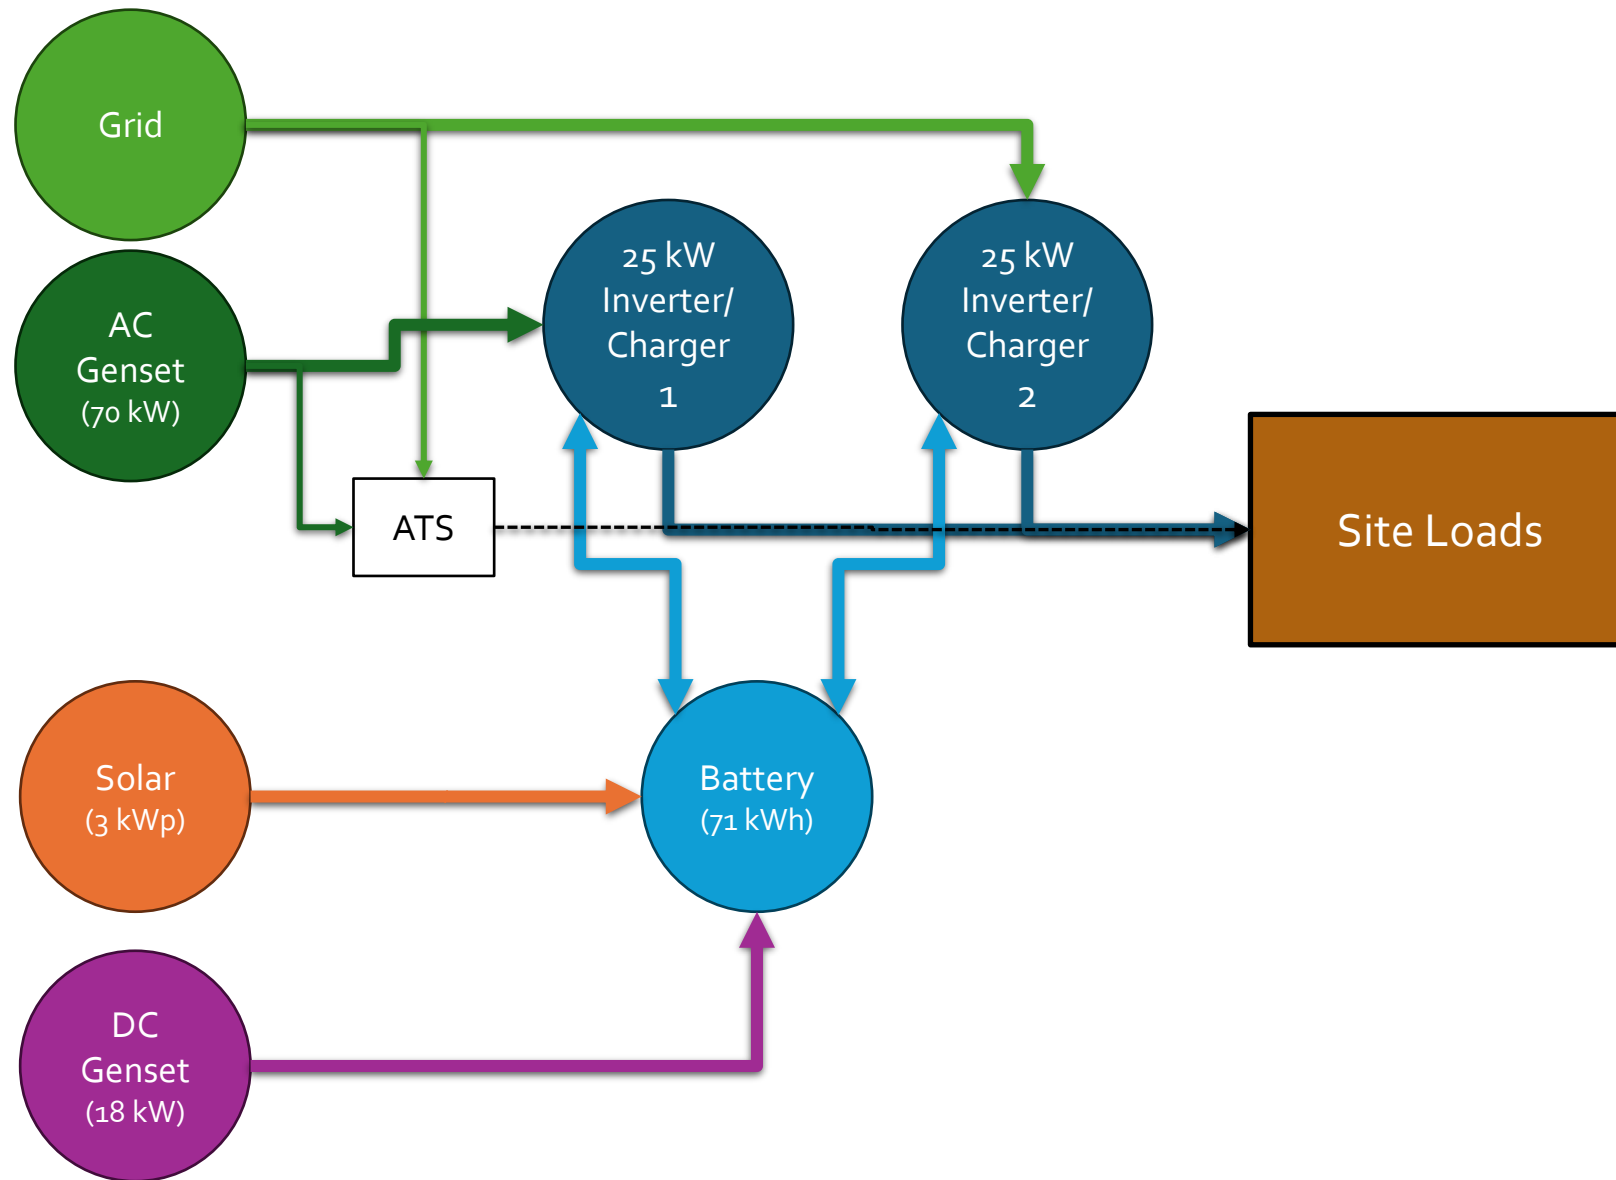 Grid
AC
Genset
(70 kW)
25 kW
Inverter/
Charger
1
25 kW
Inverter/
Charger
2
ATS
Site Loads
Solar
(3 kWp)
Battery
(71 kWh)
DC
Genset
(18 kW)